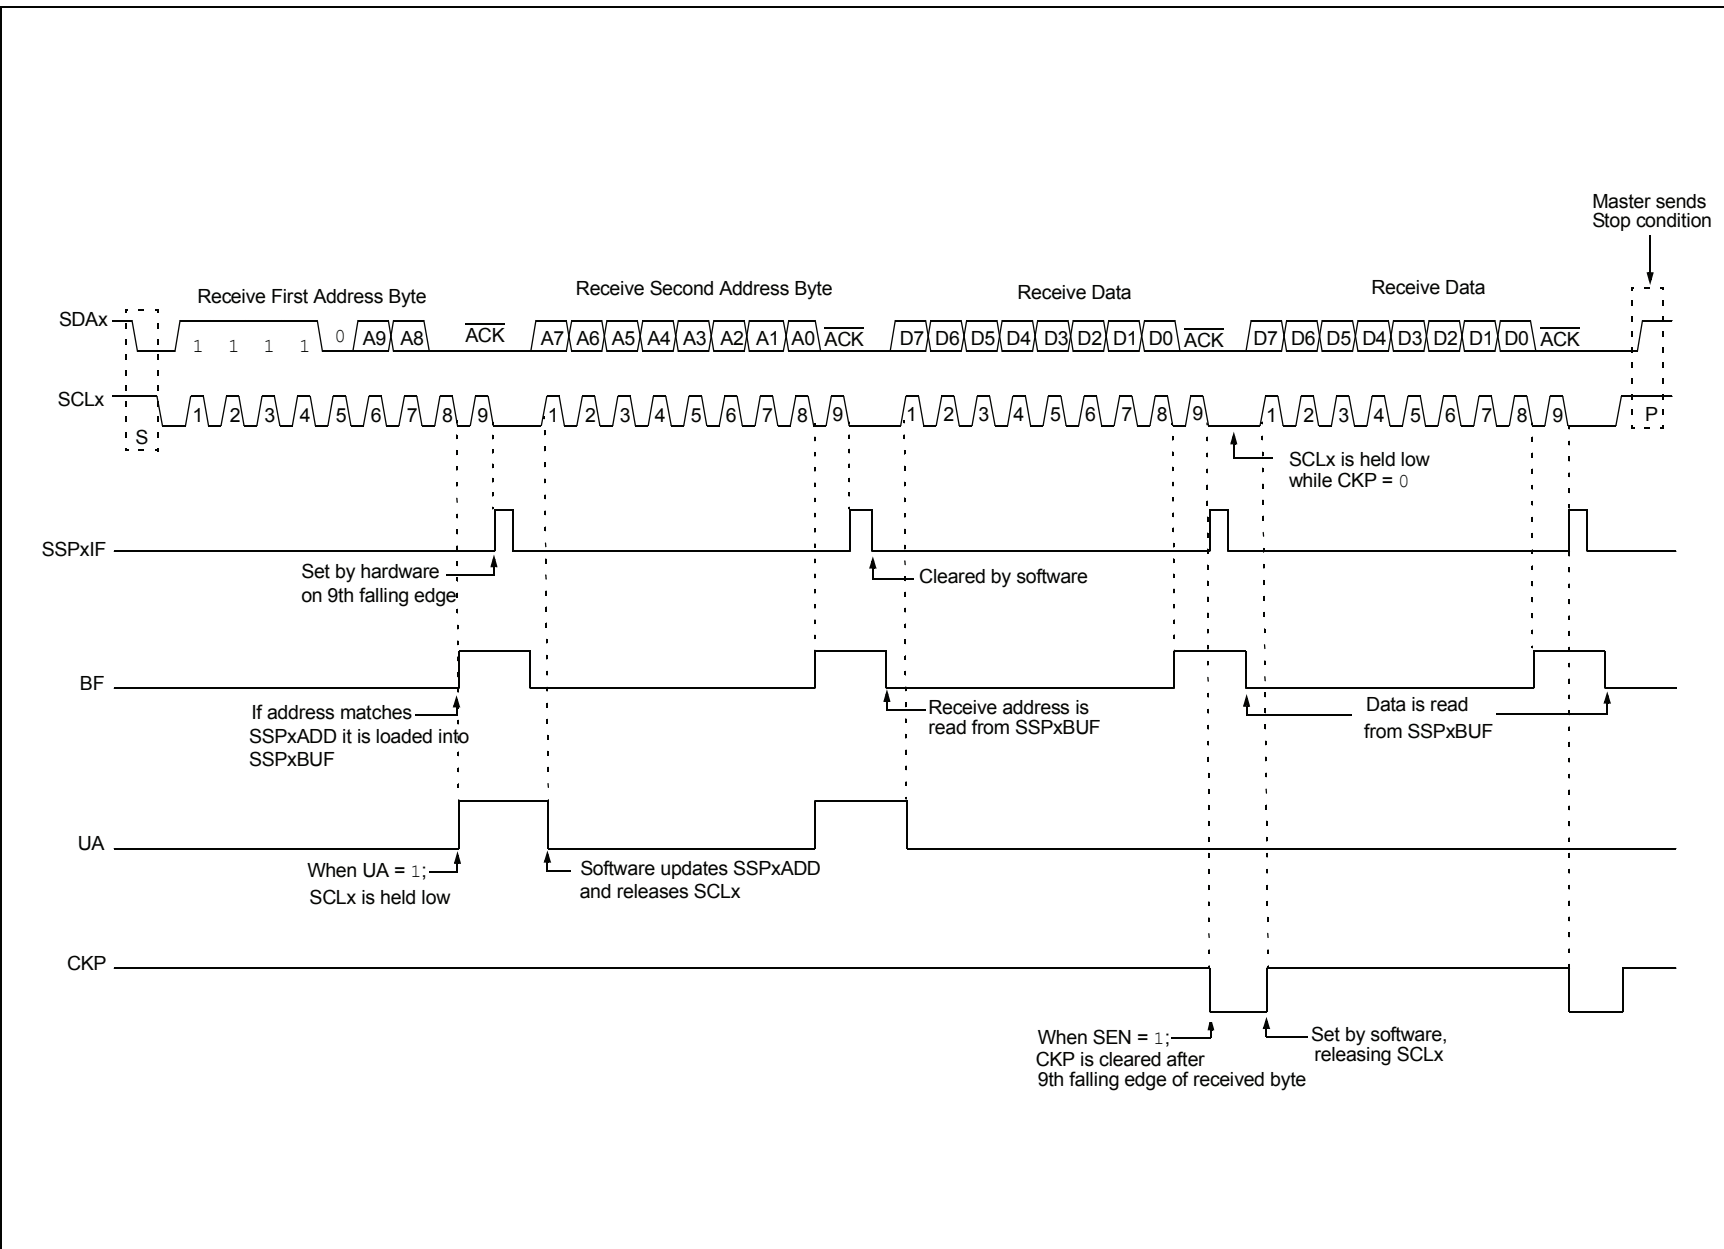 Master sends
Stop condition
Receive First Address Byte
Receive Second Address Byte
Receive Data
Receive Data
SDAx
1 1 1 1 0 A9 A8 ACK A7 A6 A5 A4 A3 A2 A1 A0 ACK D7 D6 D5 D4 D3 D2 D1 D0 ACK D7 D6 D5 D4 D3 D2 D1 D0 ACK
SCLx
S 1 2 3 4 5 6 7 8 9 1 2 3 4 5 6 7 8 9 1 2 3 4 5 6 7 8 9 1 2 3 4 5 6 7 8 9 P
SCLx is held low
while CKP = 0
SSPxIF
Set by hardware
on 9th falling edge
Cleared by software
BF
If address matches
SSPxADD it is loaded into
SSPxBUF
Receive address is
read from SSPxBUF
Data is read
from SSPxBUF
UA
When UA = 1;
SCLx is held low
Software updates SSPxADD
and releases SCLx
CKP
When SEN = 1;
CKP is cleared after
9th falling edge of received byte
Set by software,
releasing SCLx